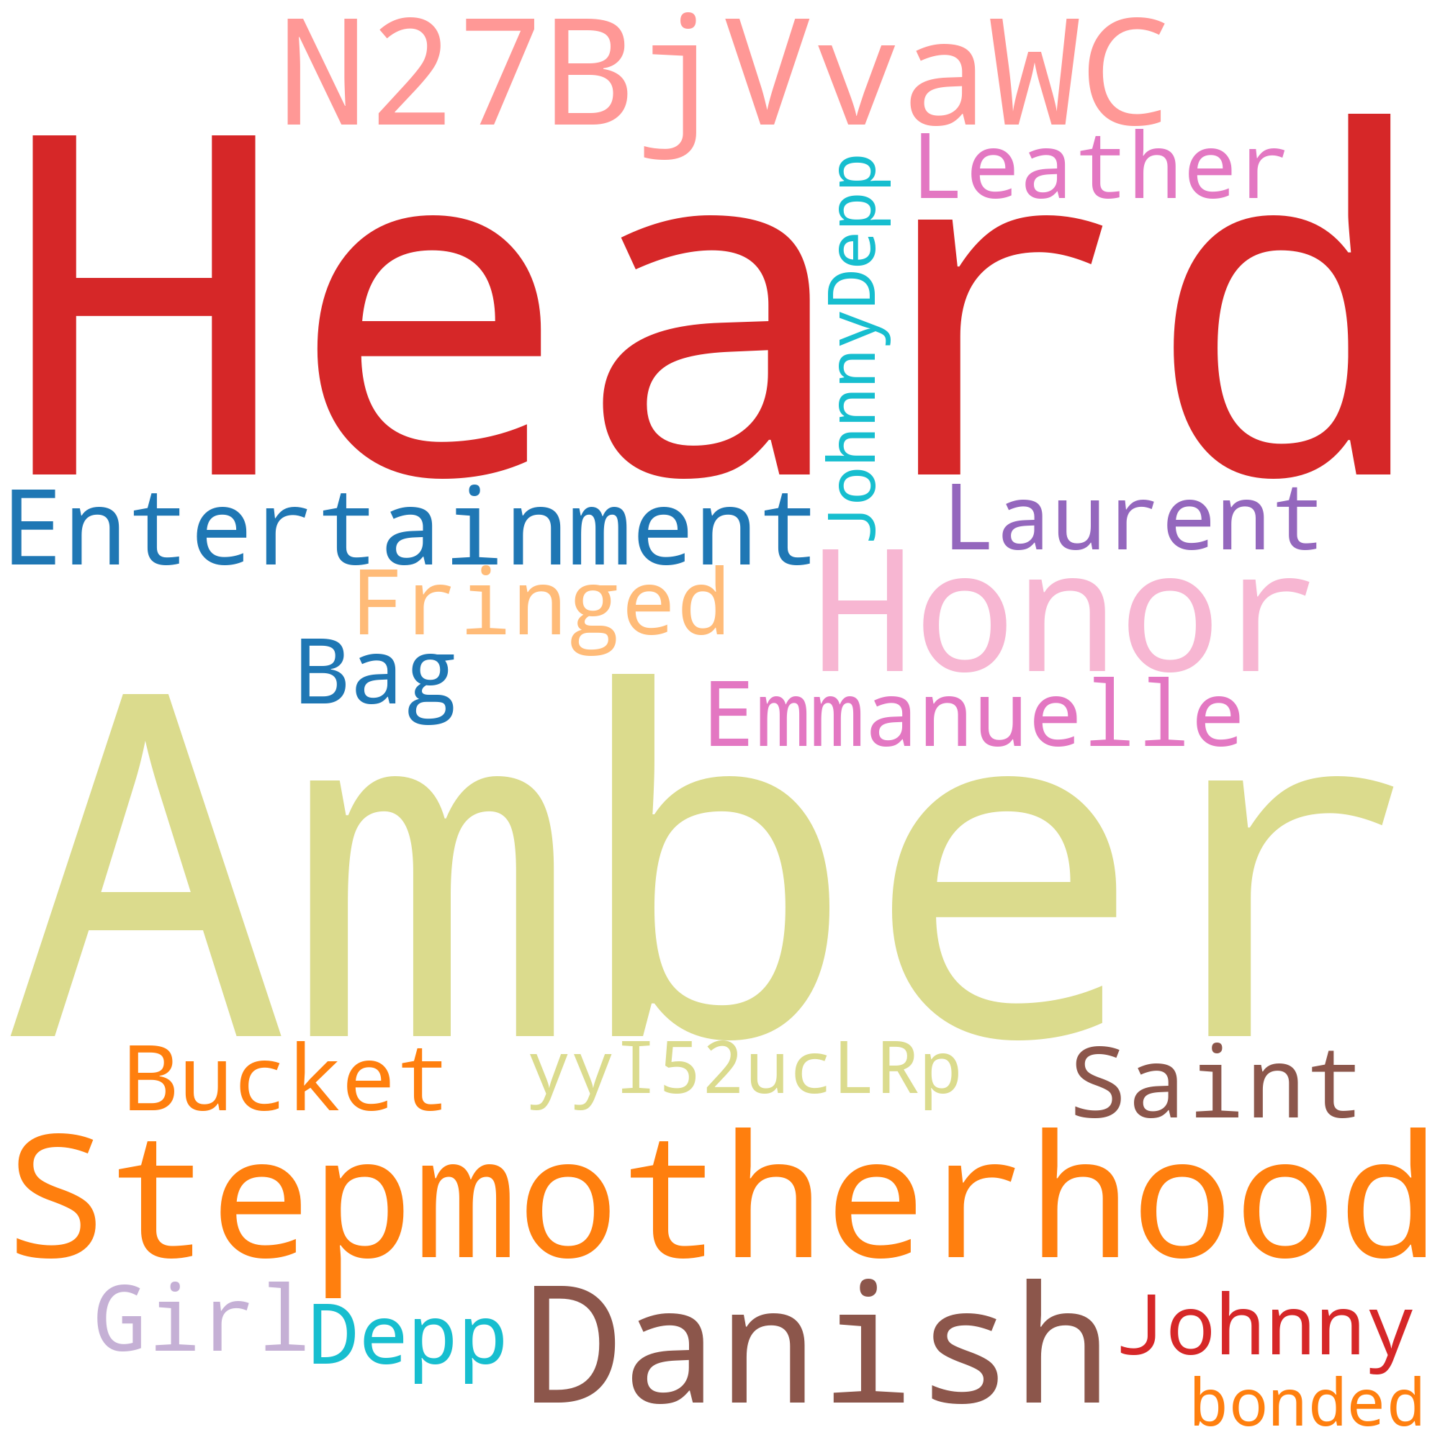 N27BjVvaWC
Leather
JohnnyDepp
Heard
Entertainment
Laurent
Fringed
Honor
Bag
Emmanuelle
Amber
Bucket
yyI52ucLRp
Saint
Stepmotherhood
Girl
Depp
Danish
Johnny
bonded